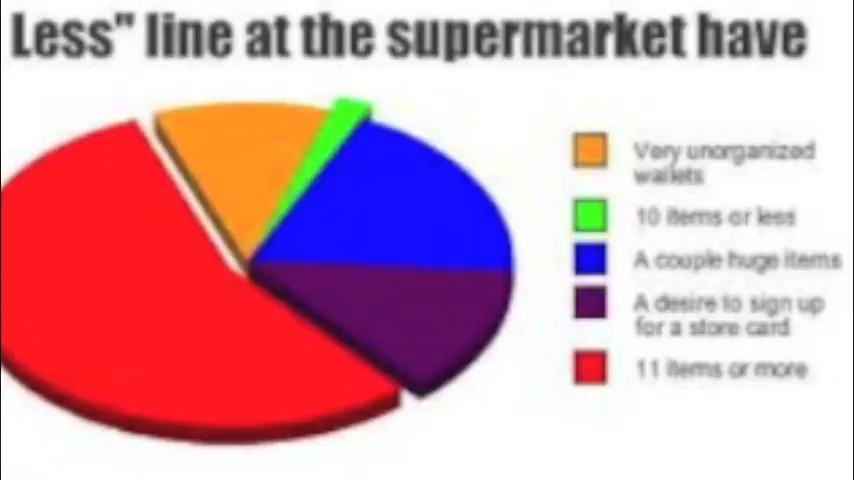 Less" line at the supermarket have
Very unorganized
wallets
10 items or less
A couple huge items
A desire to sign up
for a store card
11 items or more